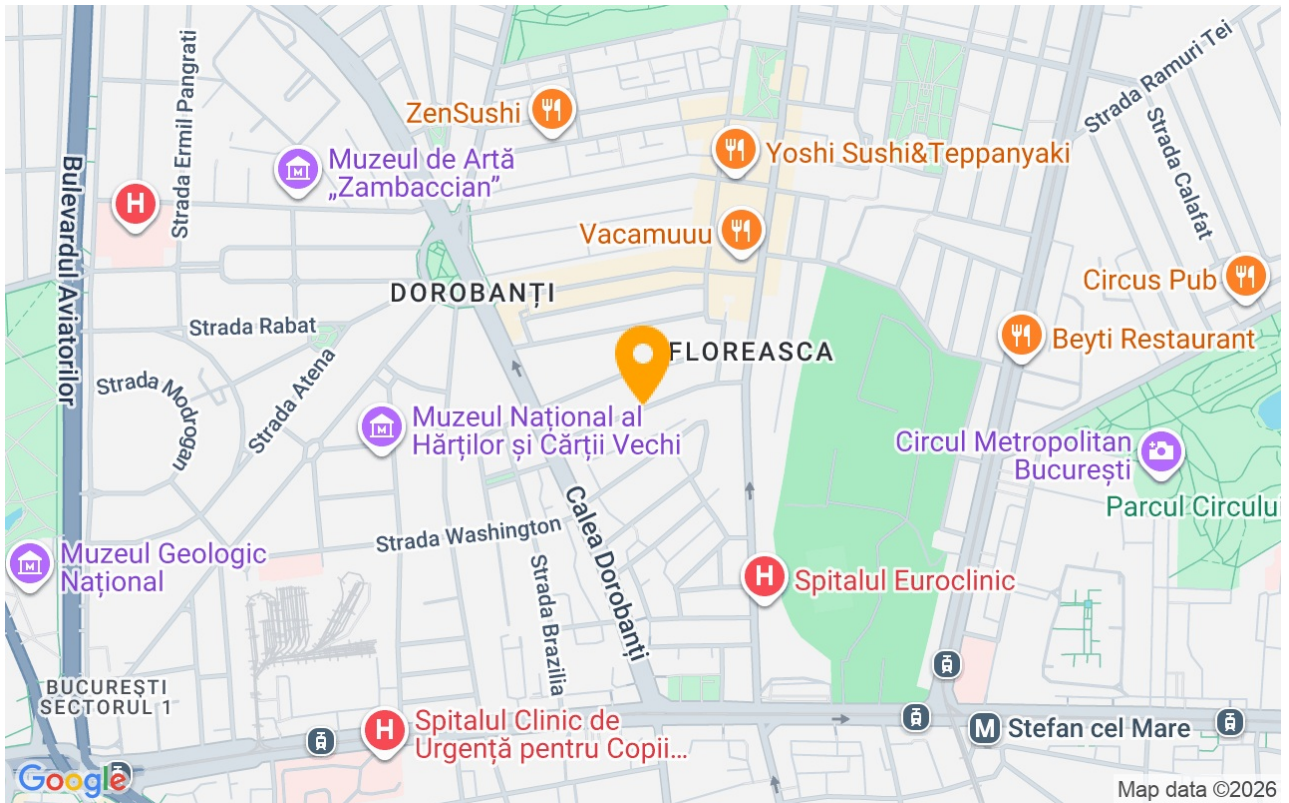 Strada Ramuri Tei
Strada Ermil Pangrati
ZenSushi
Strada Calafat
Muzeul de Artă
„Zambaccian”
Yoshi Sushi&Teppanyaki
H
Bulevardul Aviatorilor
Vacamuuu
Circus Pub
DOROBANȚI
Strada Rabat
Beyti Restaurant
FLOREASCA
Strada Atena
Strada Modrogan
Muzeul Național al
Hărților și Cărții Vechi
Circul Metropolitan
București
Parcul Circului
Calea Dorobanți
Strada Washington
Muzeul Geologic
Național
Strada Brazilia
H
Spitalul Euroclinic
BUCUREȘTI
SECTORUL 1
H
Spitalul Clinic de
Urgență pentru Copii...
M
Stefan cel Mare
Google
Map data ©2026